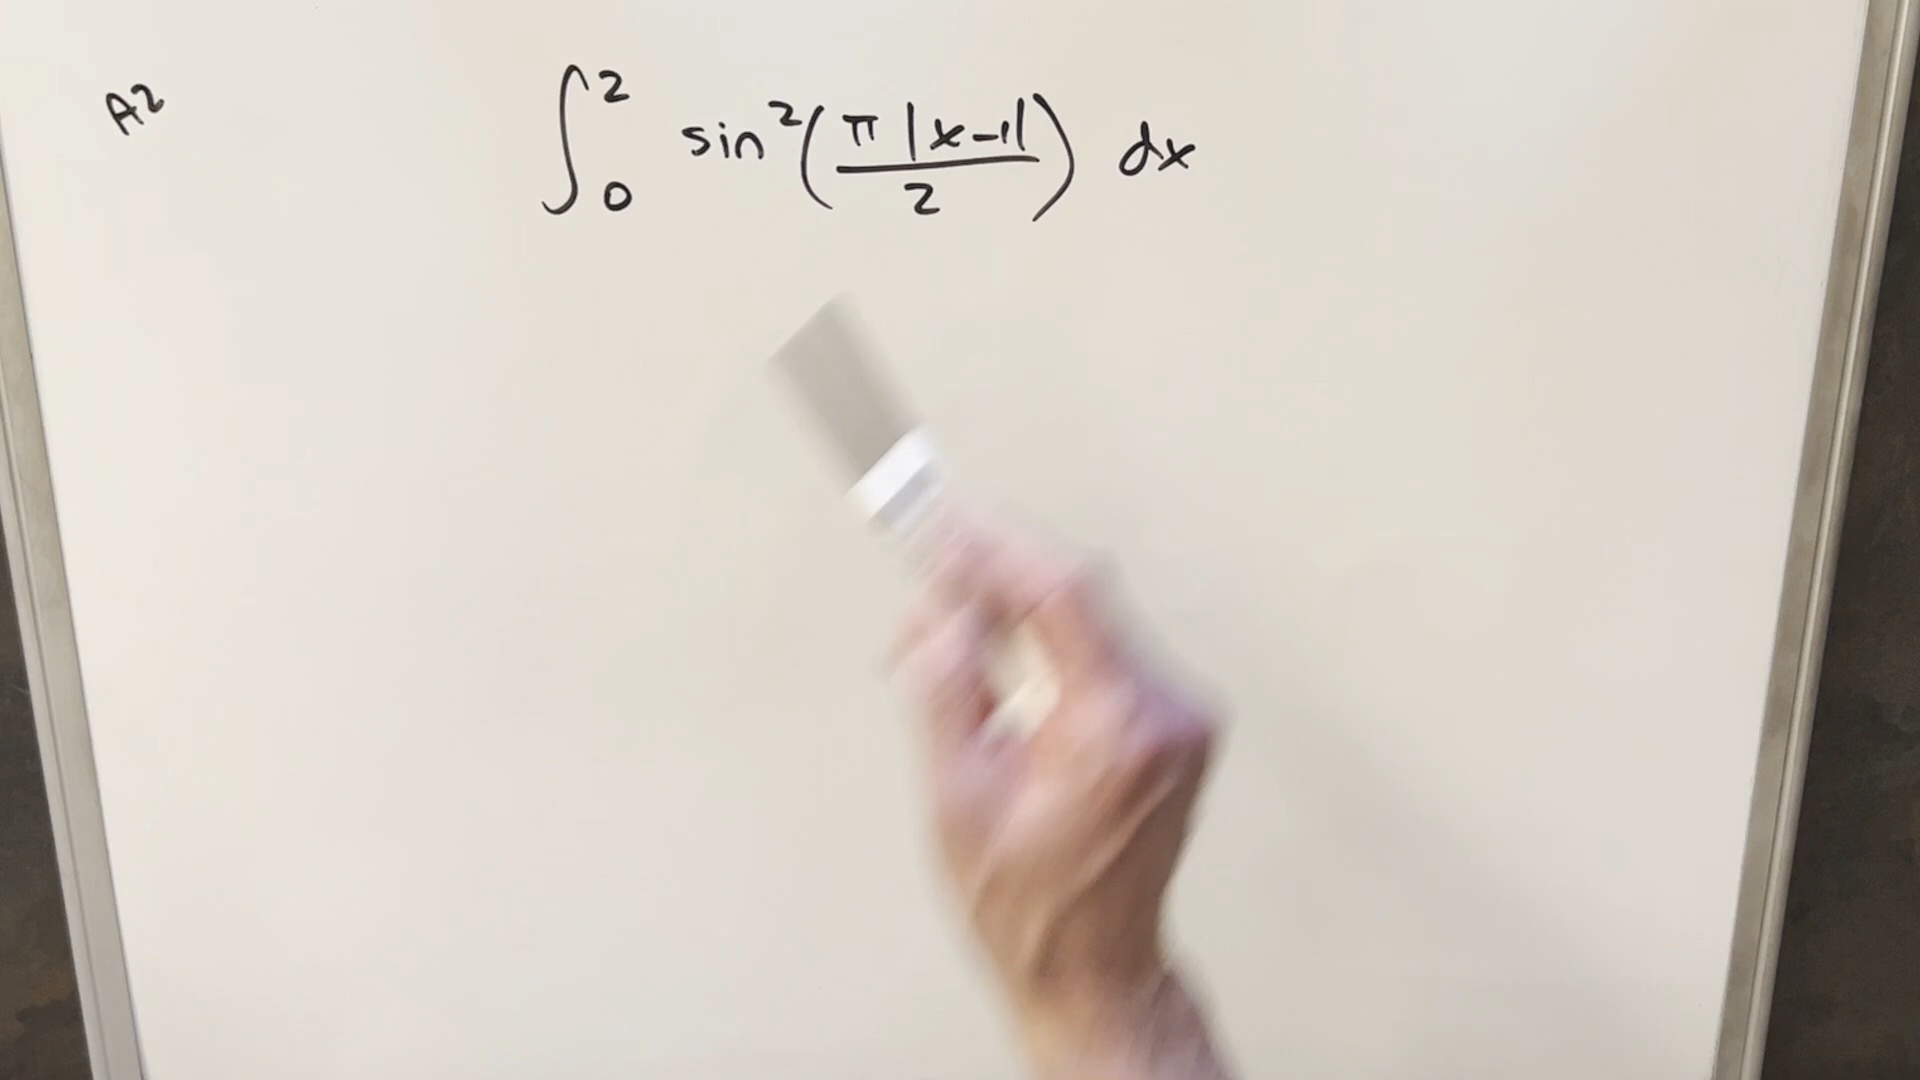 A2
∫₀² sin²(π|x-1|/2) dx